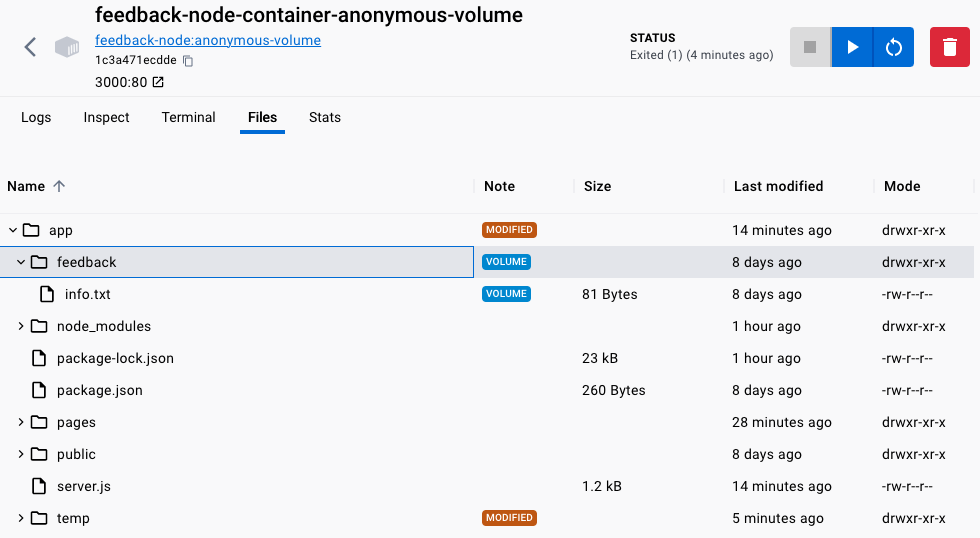 feedback-node-container-anonymous-volume
feedback-node:anonymous-volume
1c3a471ecdde
3000:80
STATUS
Exited (1) (4 minutes ago)
Logs Inspect Terminal Files Stats
Name Note Size Last modified Mode
app MODIFIED 14 minutes ago drwxr-xr-x
feedback VOLUME 8 days ago drwxr-xr-x
info.txt VOLUME 81 Bytes 8 days ago -rw-r--r--
node_modules 1 hour ago drwxr-xr-x
package-lock.json 23 kB 1 hour ago -rw-r--r--
package.json 260 Bytes 8 days ago -rw-r--r--
pages 28 minutes ago drwxr-xr-x
public 8 days ago drwxr-xr-x
server.js 1.2 kB 14 minutes ago -rw-r--r--
temp MODIFIED 5 minutes ago drwxr-xr-x